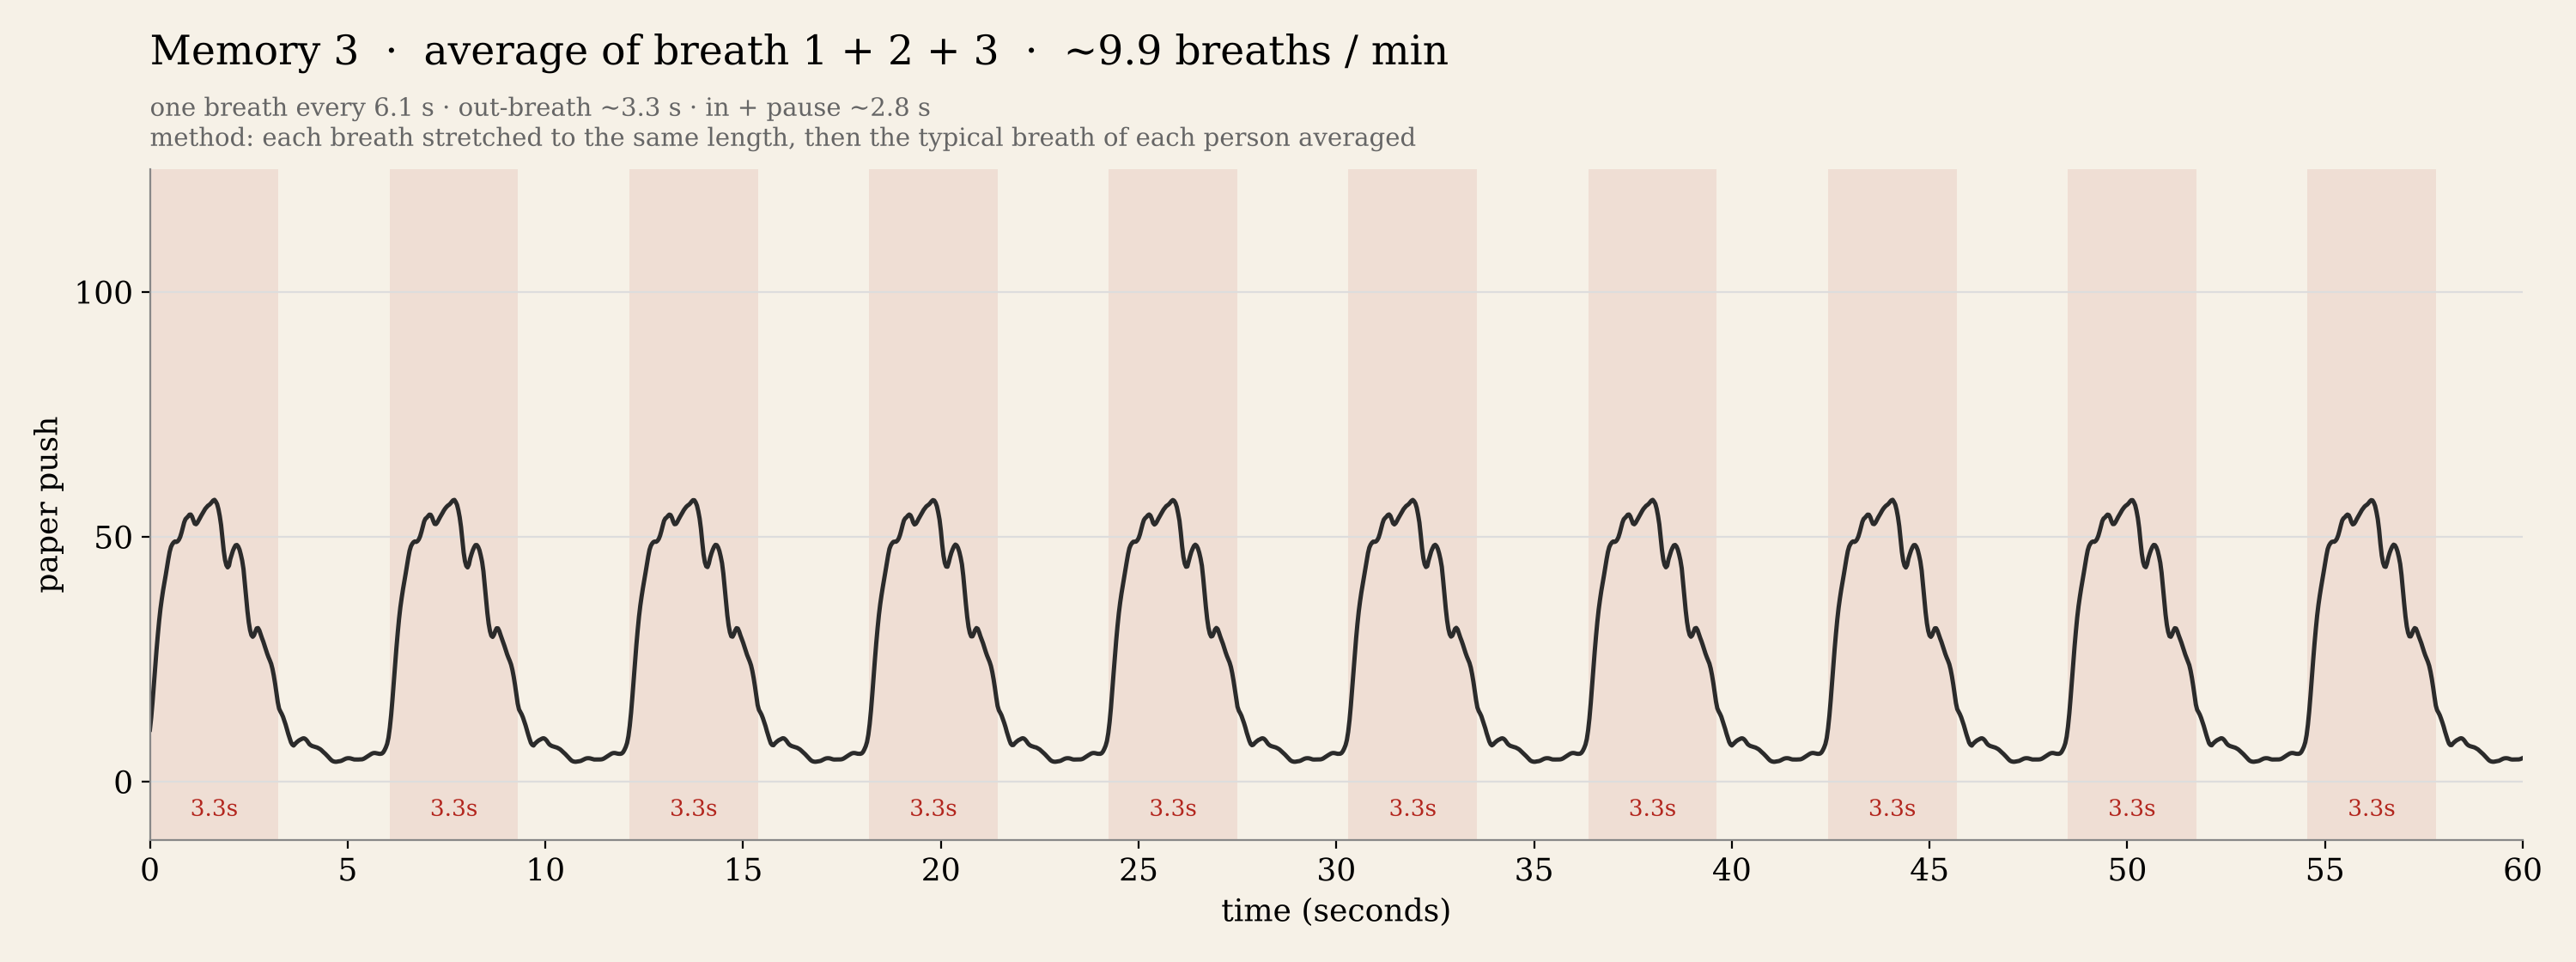 Memory 3 · average of breath 1 + 2 + 3 · ~9.9 breaths / min
one breath every 6.1 s · out-breath ~3.3 s · in + pause ~2.8 s
method: each breath stretched to the same length, then the typical breath of each person averaged
100
50
0
paper push
3.3s 3.3s 3.3s 3.3s 3.3s 3.3s 3.3s 3.3s 3.3s 3.3s
0 5 10 15 20 25 30 35 40 45 50 55 60
time (seconds)